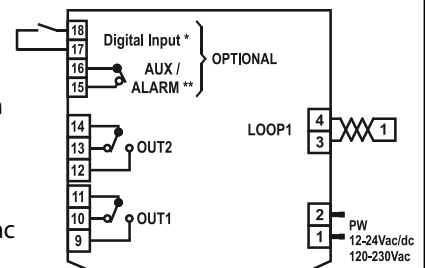 18
17
16
15
Digital Input *
AUX /
ALARM **
OPTIONAL
14
13
12
OUT2
11
10
9
OUT1
LOOP1
4
3
1
2
1
PW
12-24Vac/dc
120-230Vac